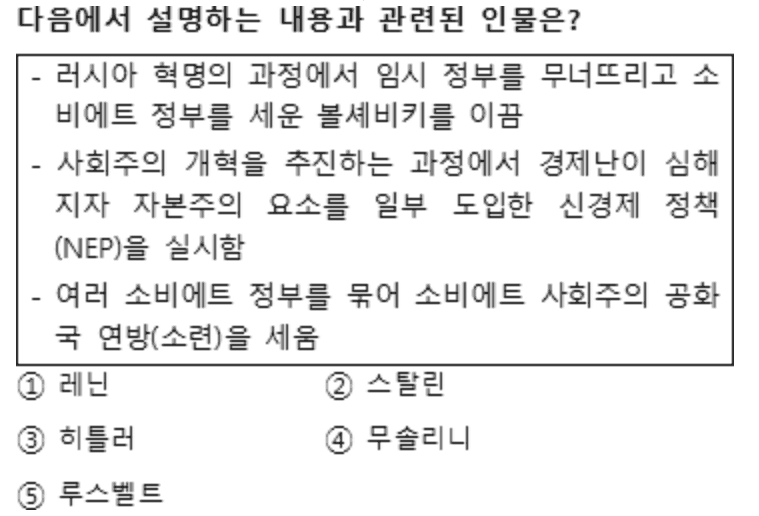 다음에서 설명하는 내용과 관련된 인물은?
- 러시아 혁명의 과정에서 임시 정부를 무너뜨리고 소
비에트 정부를 세운 볼셰비키를 이끔
- 사회주의 개혁을 추진하는 과정에서 경제난이 심해
지자 자본주의 요소를 일부 도입한 신경제 정책
(NEP)을 실시함
- 여러 소비에트 정부를 묶어 소비에트 사회주의 공화
국 연방(소련)을 세움
① 레닌 ② 스탈린
③ 히틀러 ④ 무솔리니
⑤ 루스벨트